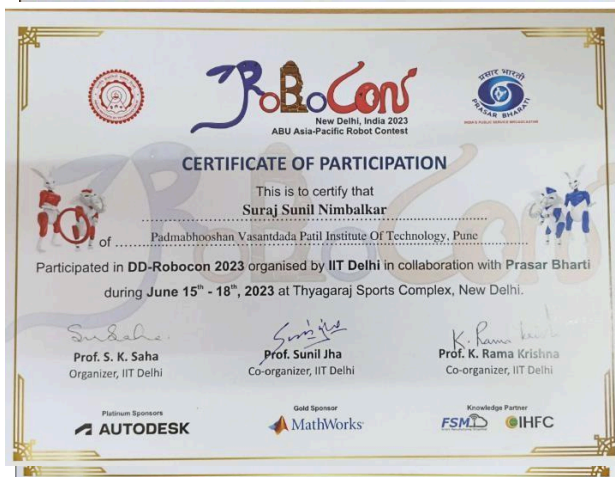 ROBOCON
प्रसार भारती
PRASAR BHARATI
INDIA'S PUBLIC SERVICE BROADCASTER
New Delhi, India 2023
ABU Asia-Pacific Robot Contest
CERTIFICATE OF PARTICIPATION
This is to certify that
Suraj Sunil Nimbalkar
of Padmabhooshan Vasantdada Patil Institute Of Technology, Pune
Participated in DD-Robocon 2023 organised by IIT Delhi in collaboration with Prasar Bharti
during June 15th - 18th, 2023 at Thyagaraj Sports Complex, New Delhi.
Prof. S. K. Saha Prof. Sunil Jha Prof. K. Rama Krishna
Organizer, IIT Delhi Co-organizer, IIT Delhi Co-organizer, IIT Delhi
Platinum Sponsors Gold Sponsor Knowledge Partner
AUTODESK MathWorks FSM IHFC